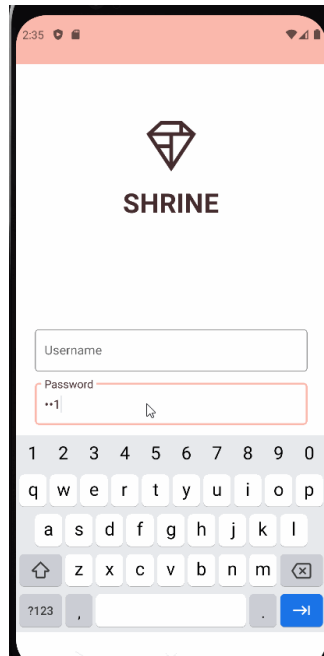 2:35
SHRINE
Username
Password
••1
1 2 3 4 5 6 7 8 9 0
q w e r t y u i o p
a s d f g h j k l
z x c v b n m
?123 , .